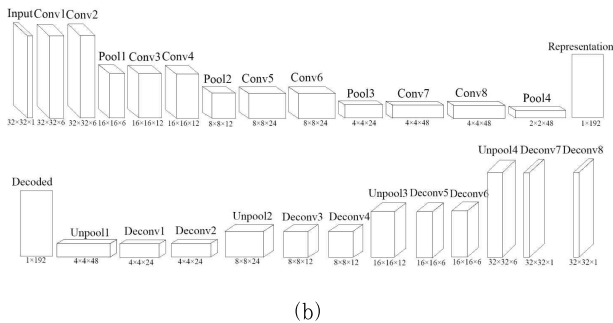 Input Conv1 Conv2
Pool1 Conv3 Conv4
Pool2 Conv5 Conv6
Pool3 Conv7 Conv8
Pool4
Representation
32×32×1 32×32×6 32×32×6 16×16×6 16×16×12 16×16×12 8×8×12 8×8×24 8×8×24 4×4×24 4×4×48 4×4×48 2×2×48 1×192
Decoded
Unpool1 Deconv1 Deconv2
Unpool2 Deconv3 Deconv4
Unpool3 Deconv5 Deconv6
Unpool4 Deconv7 Deconv8
1×192 4×4×48 4×4×24 4×4×24 8×8×24 8×8×12 8×8×12 16×16×12 16×16×6 16×16×6 32×32×6 32×32×1 32×32×1
(b)